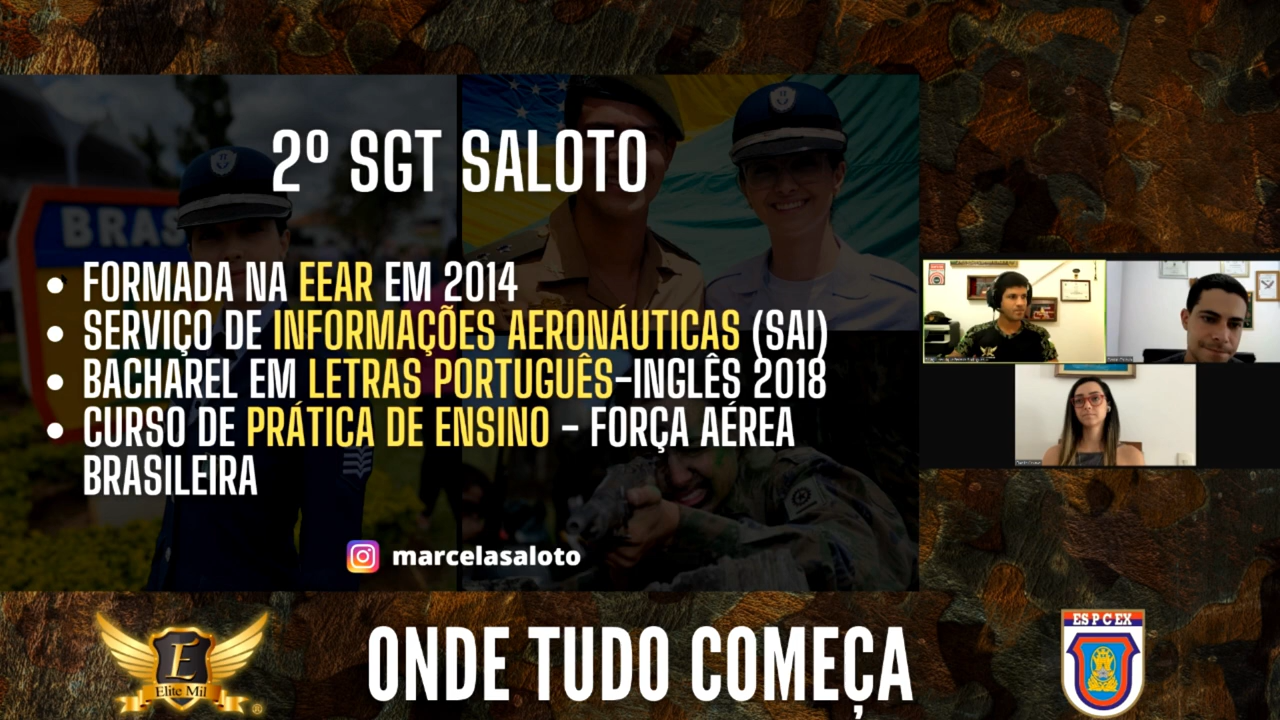 2º SGT SALOTO
BRAS
• FORMADA NA EEAR EM 2014
• SERVIÇO DE INFORMAÇÕES AERONÁUTICAS (SAI)
• BACHAREL EM LETRAS PORTUGUÊS-INGLÊS 2018
• CURSO DE PRÁTICA DE ENSINO - FORÇA AÉREA
BRASILEIRA
marcelasaloto
E
Elite Mil
®
ONDE TUDO COMEÇA
ES P C EX